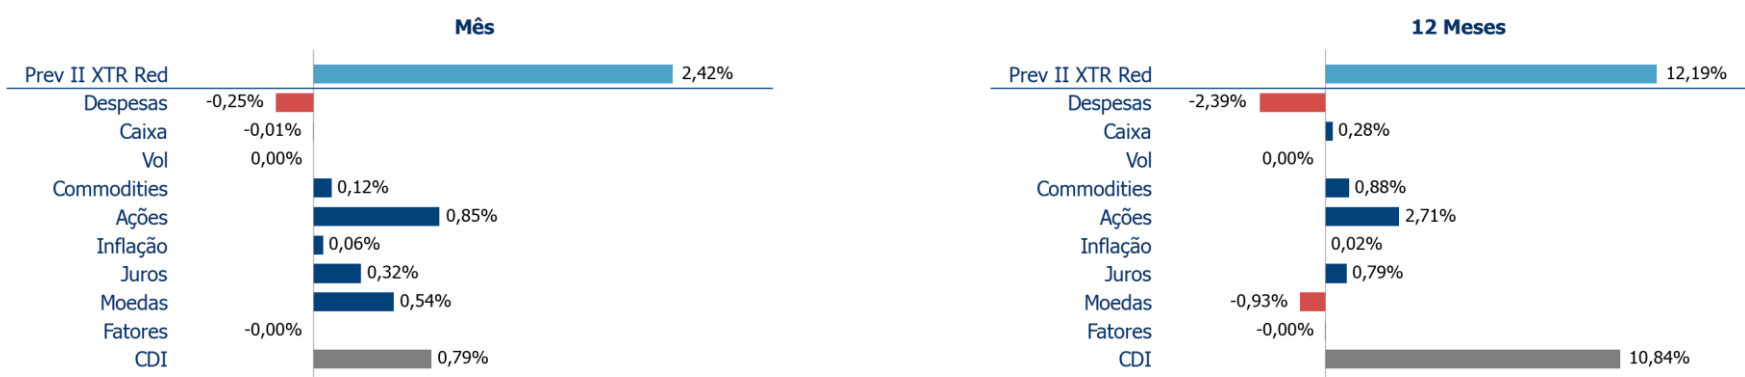 Mês
Prev II XTR Red 2,42%
Despesas -0,25%
Caixa -0,01%
Vol 0,00%
Commodities 0,12%
Ações 0,85%
Inflação 0,06%
Juros 0,32%
Moedas 0,54%
Fatores -0,00%
CDI 0,79%
12 Meses
Prev II XTR Red 12,19%
Despesas -2,39%
Caixa 0,28%
Vol 0,00%
Commodities 0,88%
Ações 2,71%
Inflação 0,02%
Juros 0,79%
Moedas -0,93%
Fatores -0,00%
CDI 10,84%